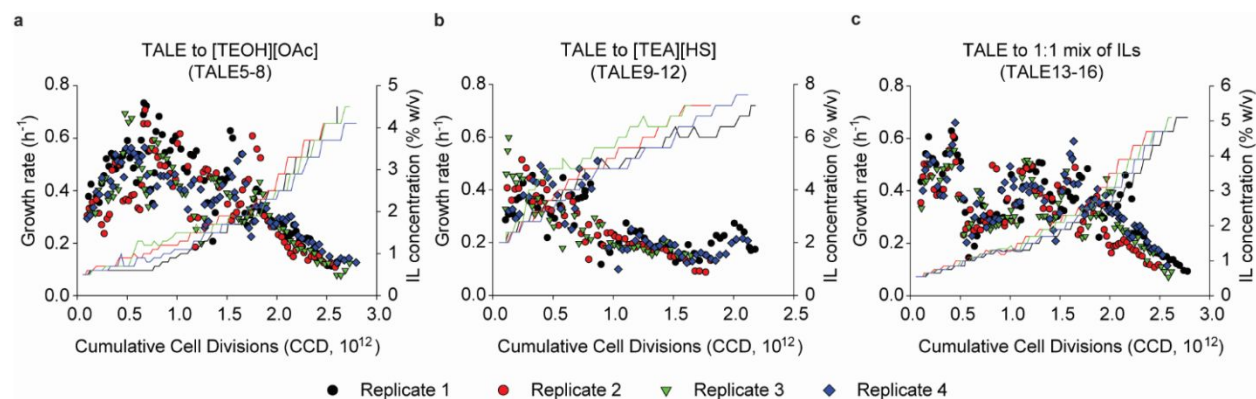 a
TALE to [TEOH][OAc]
(TALE5-8)
Growth rate (h⁻¹)
0.8
0.6
0.4
0.2
0.0
0.0 0.5 1.0 1.5 2.0 2.5 3.0
5
4
3
2
1
0
IL concentration (% w/v)
Cumulative Cell Divisions (CCD, 10¹²)
b
TALE to [TEA][HS]
(TALE9-12)
Growth rate (h⁻¹)
0.8
0.6
0.4
0.2
0.0
0.0 0.5 1.0 1.5 2.0 2.5
8
6
4
2
0
IL concentration (% w/v)
Cumulative Cell Divisions (CCD, 10¹²)
c
TALE to 1:1 mix of ILs
(TALE13-16)
Growth rate (h⁻¹)
0.8
0.6
0.4
0.2
0.0
0.0 0.5 1.0 1.5 2.0 2.5 3.0
6
5
4
3
2
1
0
IL concentration (% w/v)
Cumulative Cell Divisions (CCD, 10¹²)
Replicate 1 Replicate 2 Replicate 3 Replicate 4